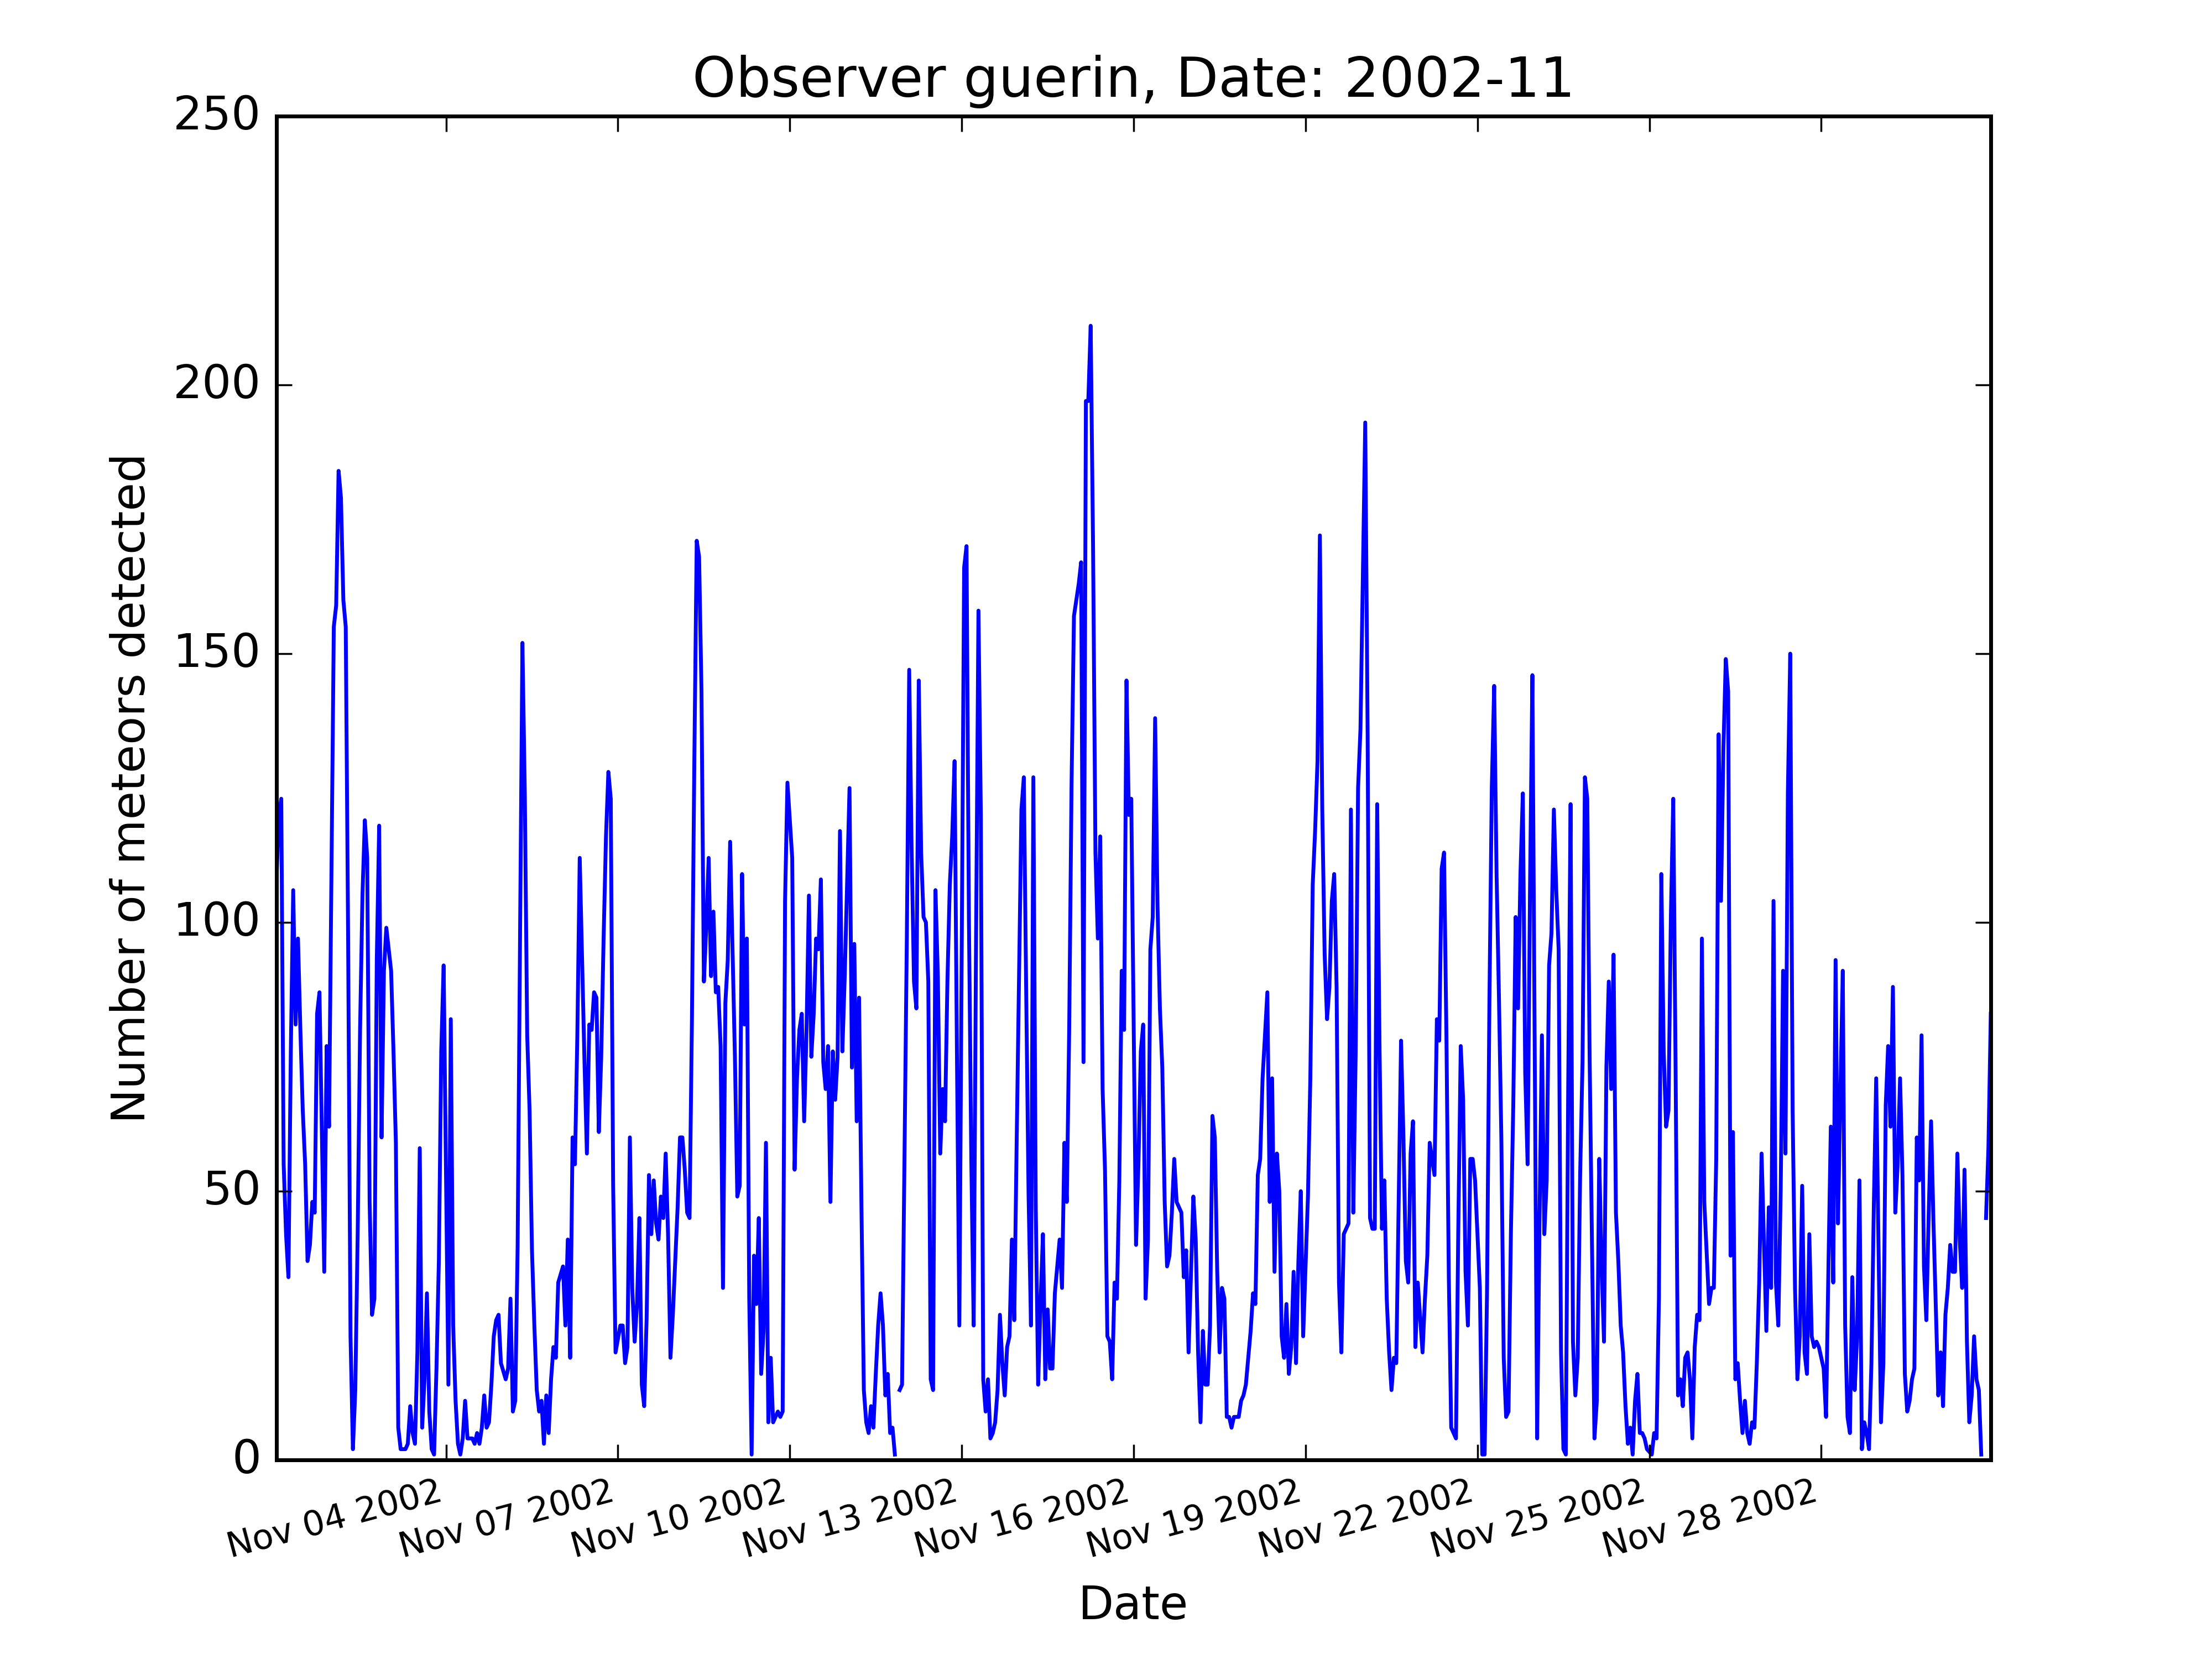 Observer guerin, Date: 2002-11
Number of meteors detected
250
200
150
100
50
0
Nov 04 2002
Nov 07 2002
Nov 10 2002
Nov 13 2002
Nov 16 2002
Nov 19 2002
Nov 22 2002
Nov 25 2002
Nov 28 2002
Date